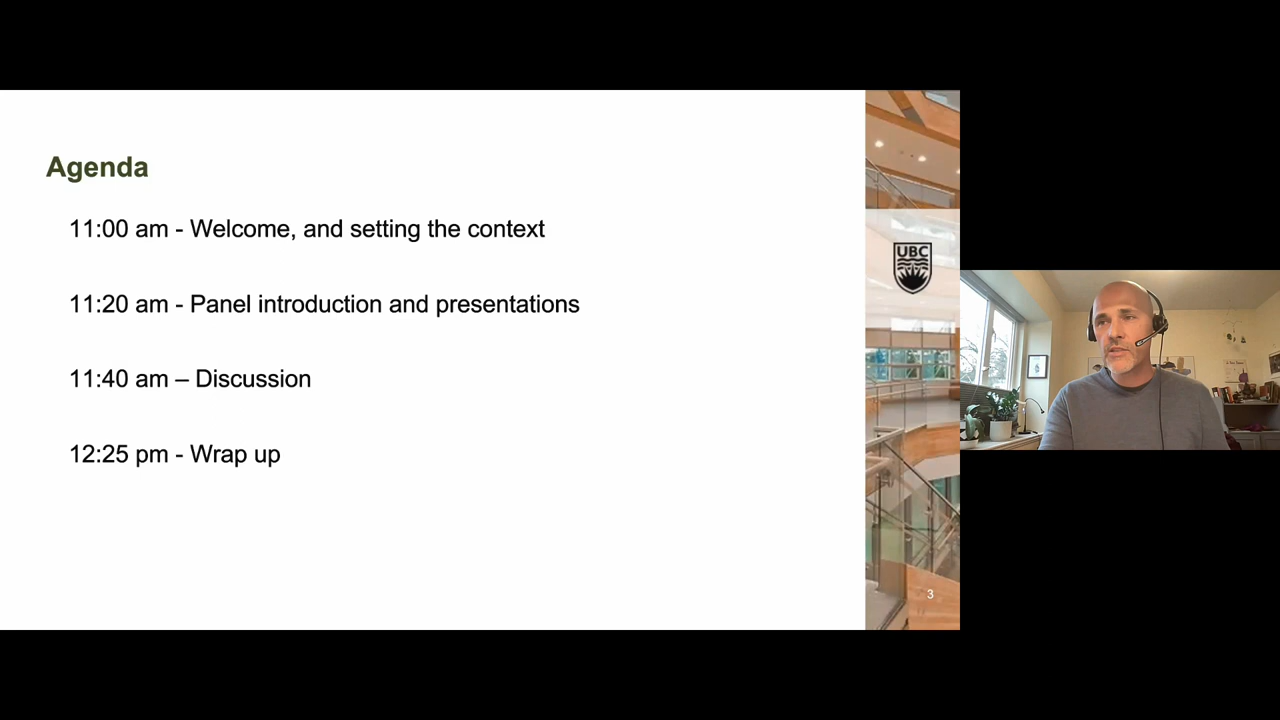 Agenda
11:00 am - Welcome, and setting the context
11:20 am - Panel introduction and presentations
11:40 am – Discussion
12:25 pm - Wrap up
UBC
3